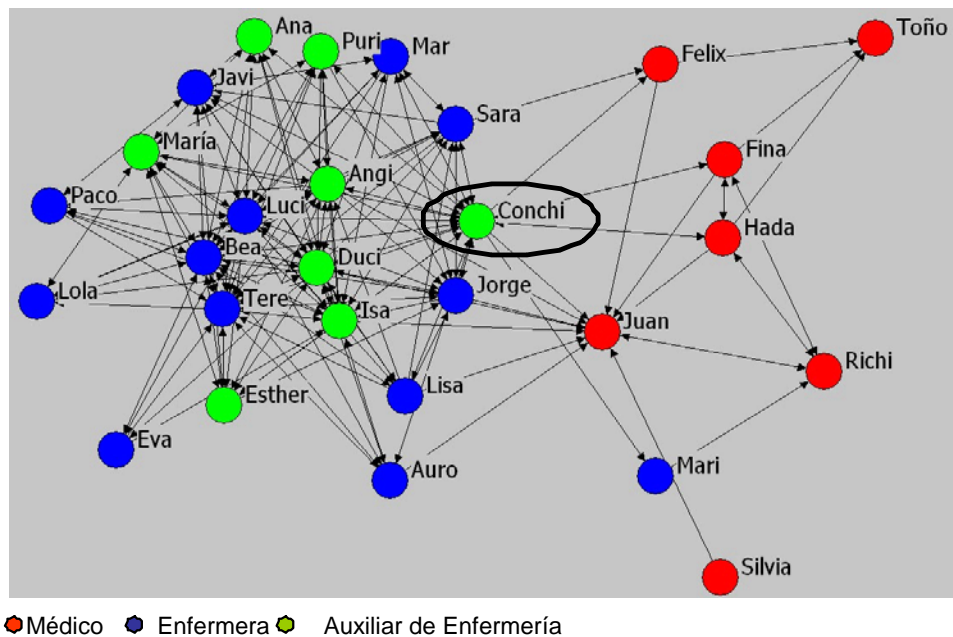 Ana
Puri
Mar
Felix
Toño
Javi
Sara
María
Fina
Angi
Paco
Luci
Conchi
Hada
Bea
Duci
Lola
Tere
Isa
Jorge
Juan
Richi
Esther
Lisa
Eva
Auro
Mari
Silvia
Médico Enfermera Auxiliar de Enfermería